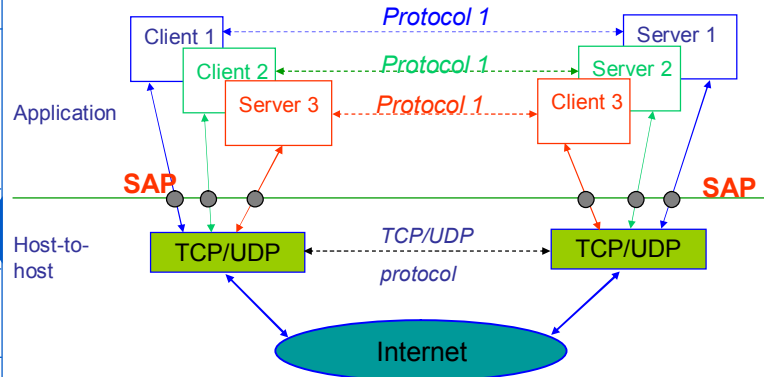 Protocol 1
Client 1
Server 1
Client 2
Protocol 1
Server 2
Application
Server 3
Protocol 1
Client 3
SAP
SAP
Host-to-
host
TCP/UDP
TCP/UDP
protocol
TCP/UDP
Internet